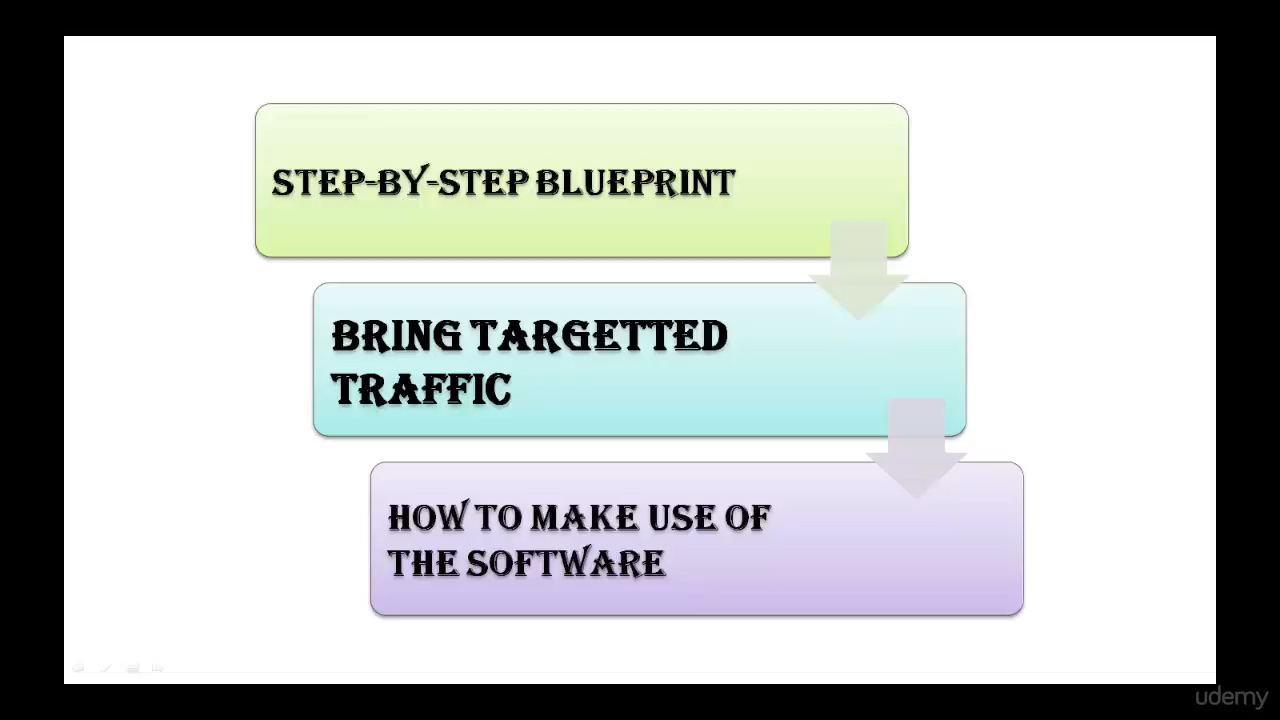 STEP-BY-STEP BLUEPRINT
BRING TARGETTED
TRAFFIC
HOW TO MAKE USE OF
THE SOFTWARE
udemy